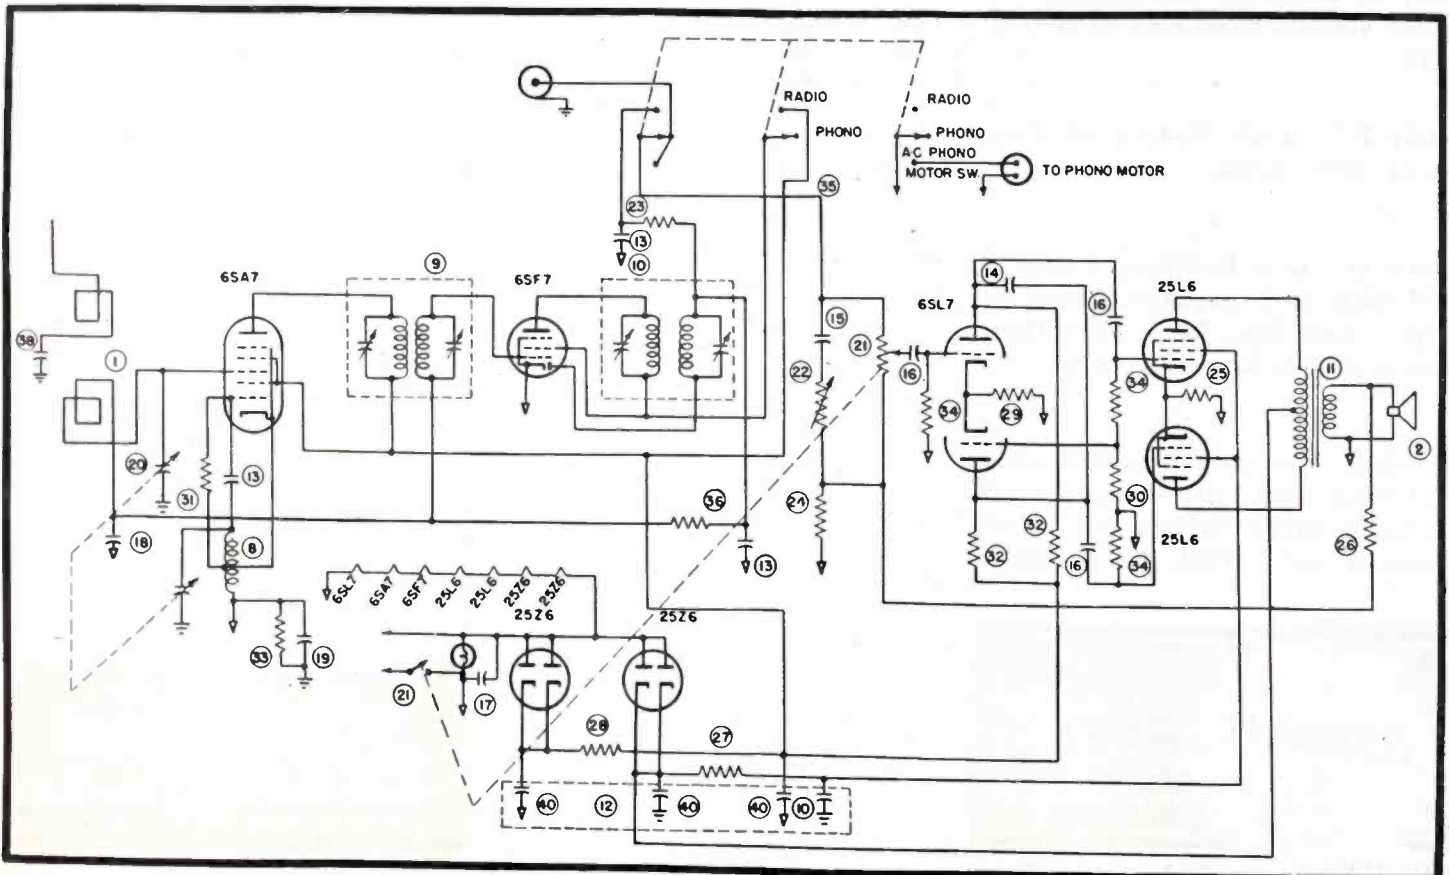 RADIO
RADIO
PHONO
PHONO
A.C. PHONO
MOTOR SW.
TO PHONO MOTOR
35
23
13
10
9
6SA7
6SF7
38
1
14
6SL7
16
25L6
15
21
22
16
34
29
34
25
11
2
20
31
13
18
8
36
24
13
32
32
30
34
16
25L6
26
6SL7
6SA7
6SF7
25L6
25L6
25Z6
25Z6
25Z6
25Z6
33
19
21
17
28
27
40
12
40
40
10